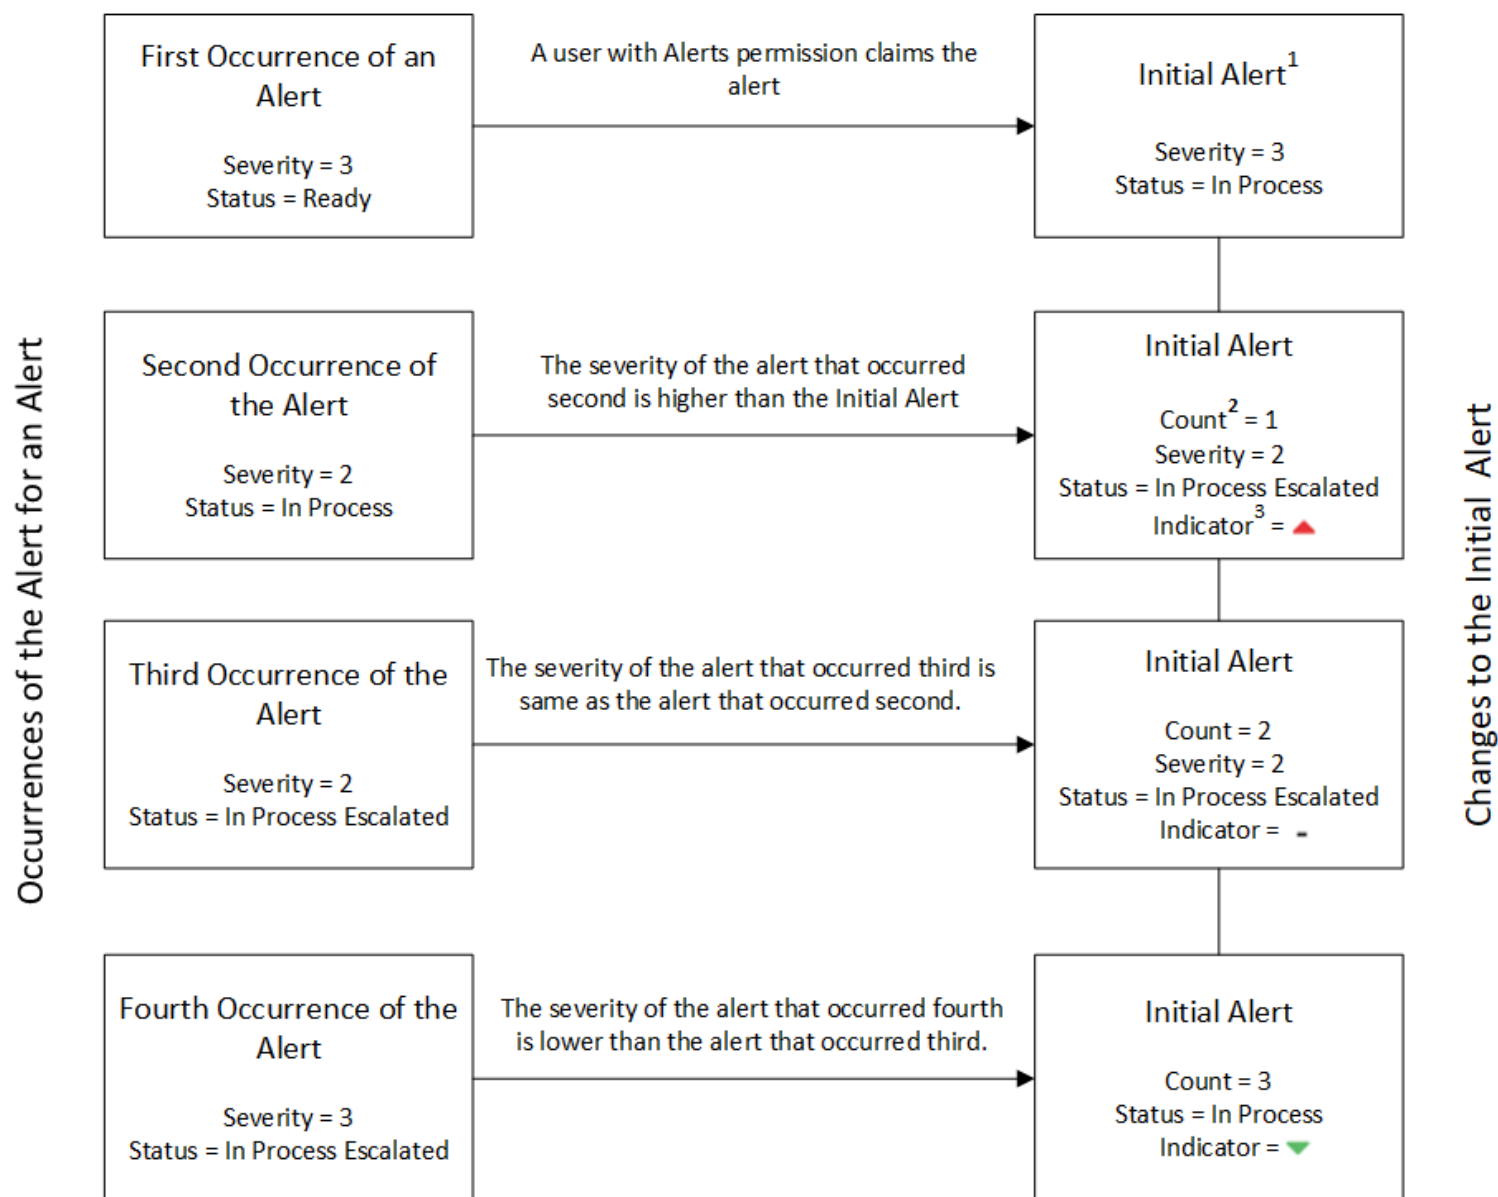 Occurrences of the Alert for an Alert
First Occurrence of an
Alert
Severity = 3
Status = Ready
A user with Alerts permission claims the
alert
Initial Alert1
Severity = 3
Status = In Process
Second Occurrence of
the Alert
Severity = 2
Status = In Process
The severity of the alert that occurred
second is higher than the Initial Alert
Initial Alert
Count2 = 1
Severity = 2
Status = In Process Escalated
Indicator3 =
Third Occurrence of the
Alert
Severity = 2
Status = In Process Escalated
The severity of the alert that occurred third is
same as the alert that occurred second.
Initial Alert
Count = 2
Severity = 2
Status = In Process Escalated
Indicator = -
Fourth Occurrence of the
Alert
Severity = 3
Status = In Process Escalated
The severity of the alert that occurred fourth
is lower than the alert that occurred third.
Initial Alert
Count = 3
Status = In Process
Indicator =
Changes to the Initial Alert